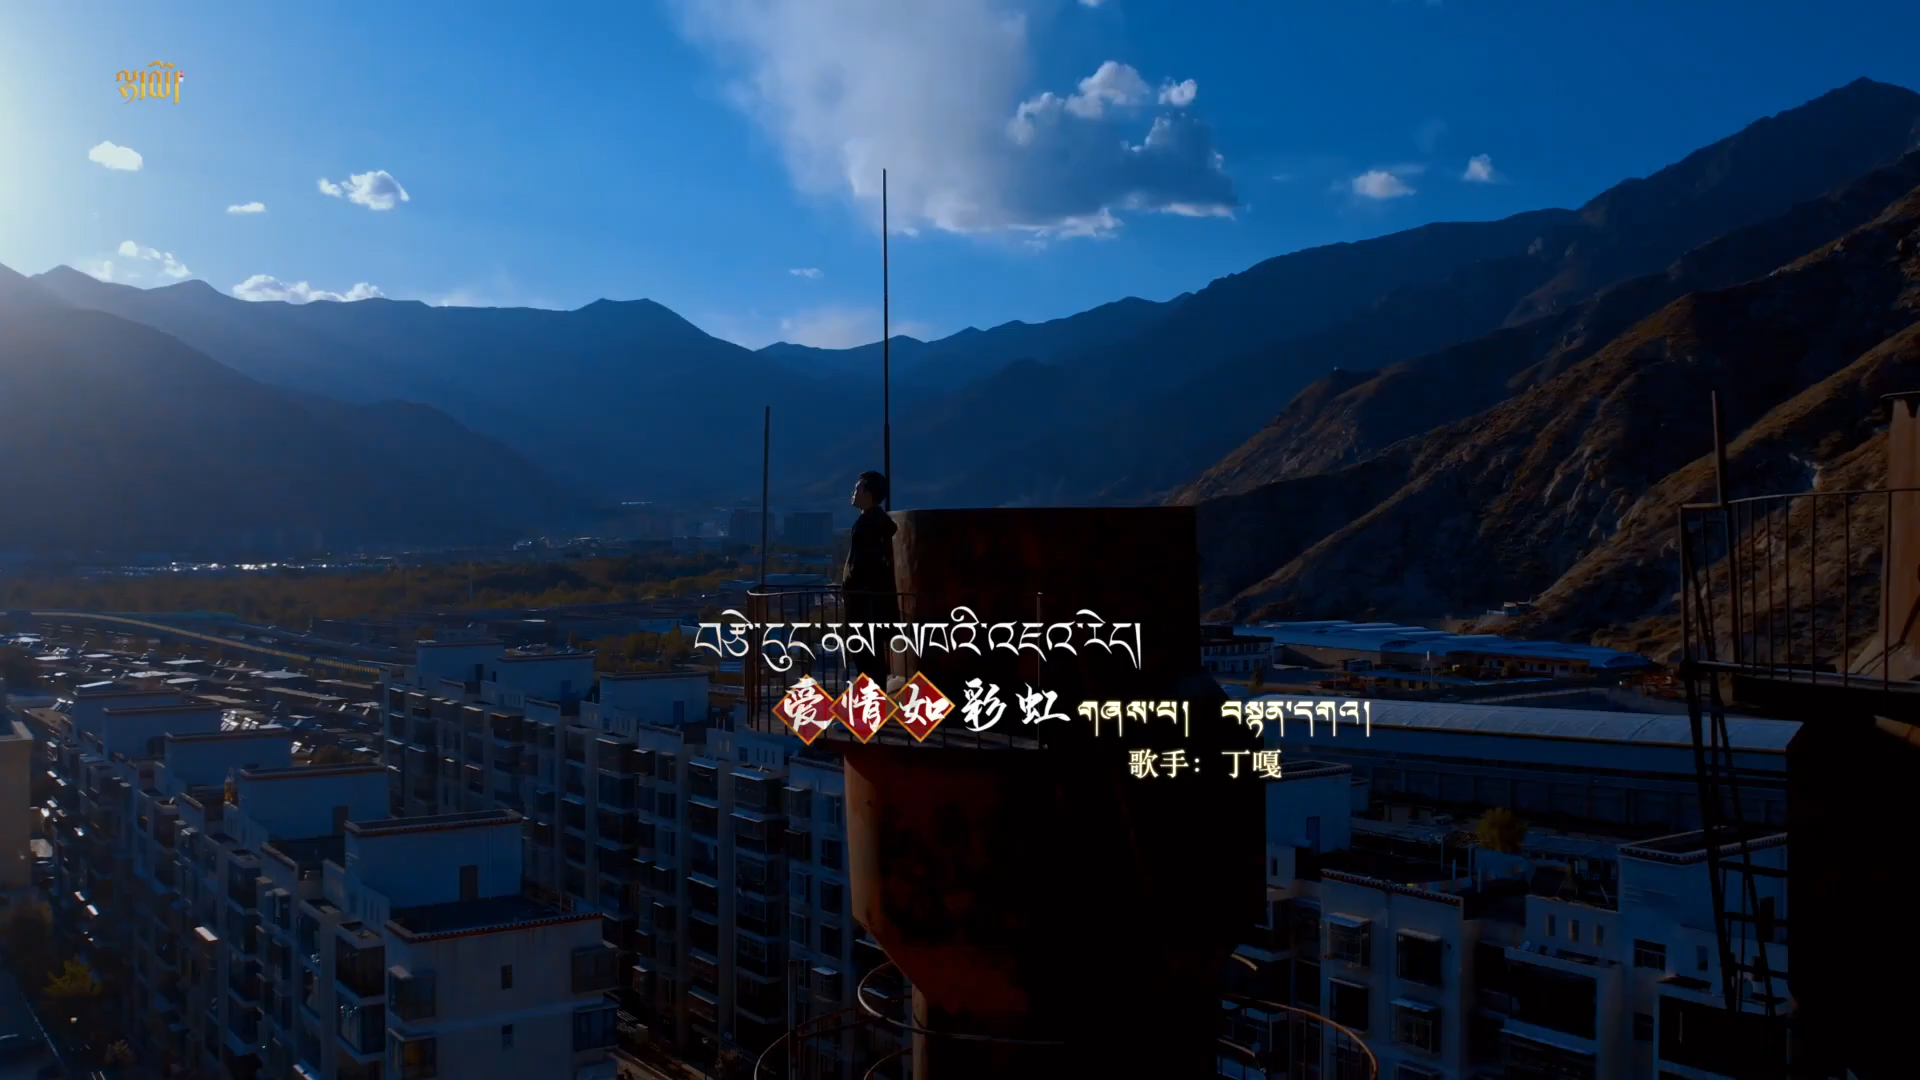 བརྩེ་དུང་ནམ་མཁའི་འཇའ་རེད།
爱情如彩虹
གཞས་པ། བསྟན་དགའ།
歌手：丁嘎